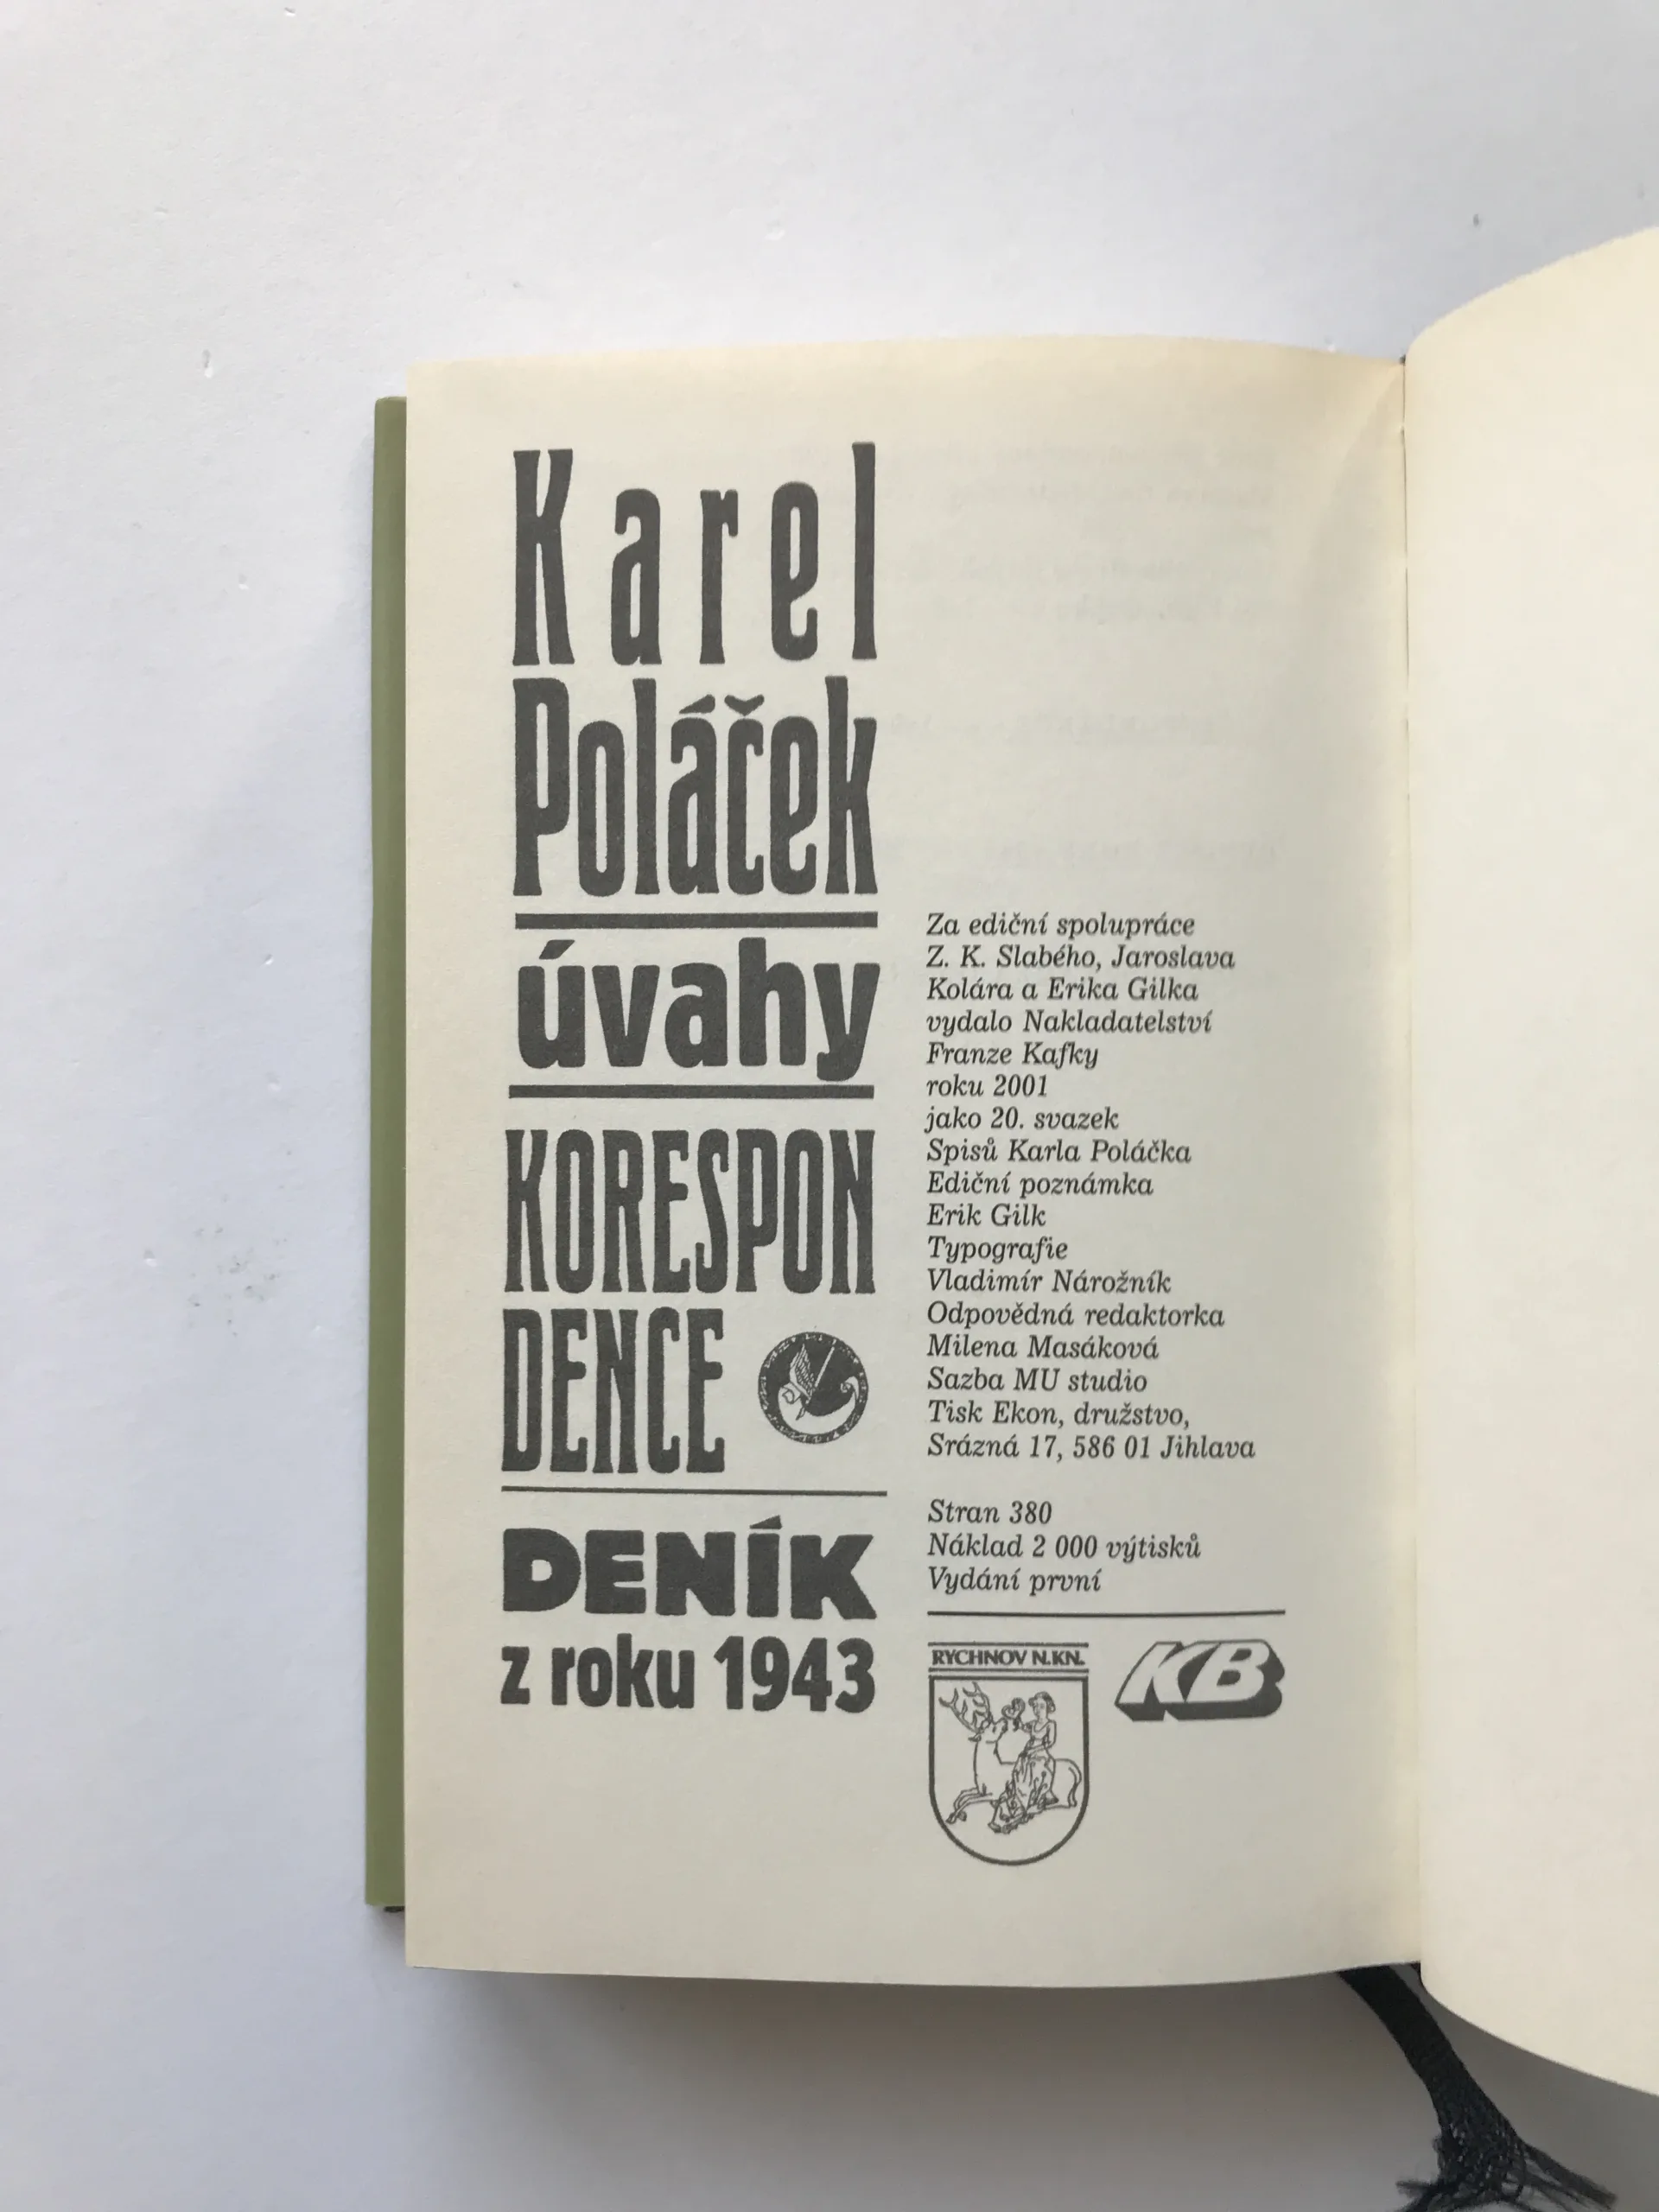 Karel
Poláček
úvahy
KORESPON
DENCE
DENÍK
z roku 1943
Za ediční spolupráce
Z. K. Slabého, Jaroslava
Kolára a Erika Gilka
vydalo Nakladatelství
Franze Kafky
roku 2001
jako 20. svazek
Spisů Karla Poláčka
Ediční poznámka
Erik Gilk
Typografie
Vladimír Nárožník
Odpovědná redaktorka
Milena Masáková
Sazba MU studio
Tisk Ekon, družstvo,
Srázná 17, 586 01 Jihlava
Stran 380
Náklad 2 000 výtisků
Vydání první
RYCHNOV N.KN.
KB